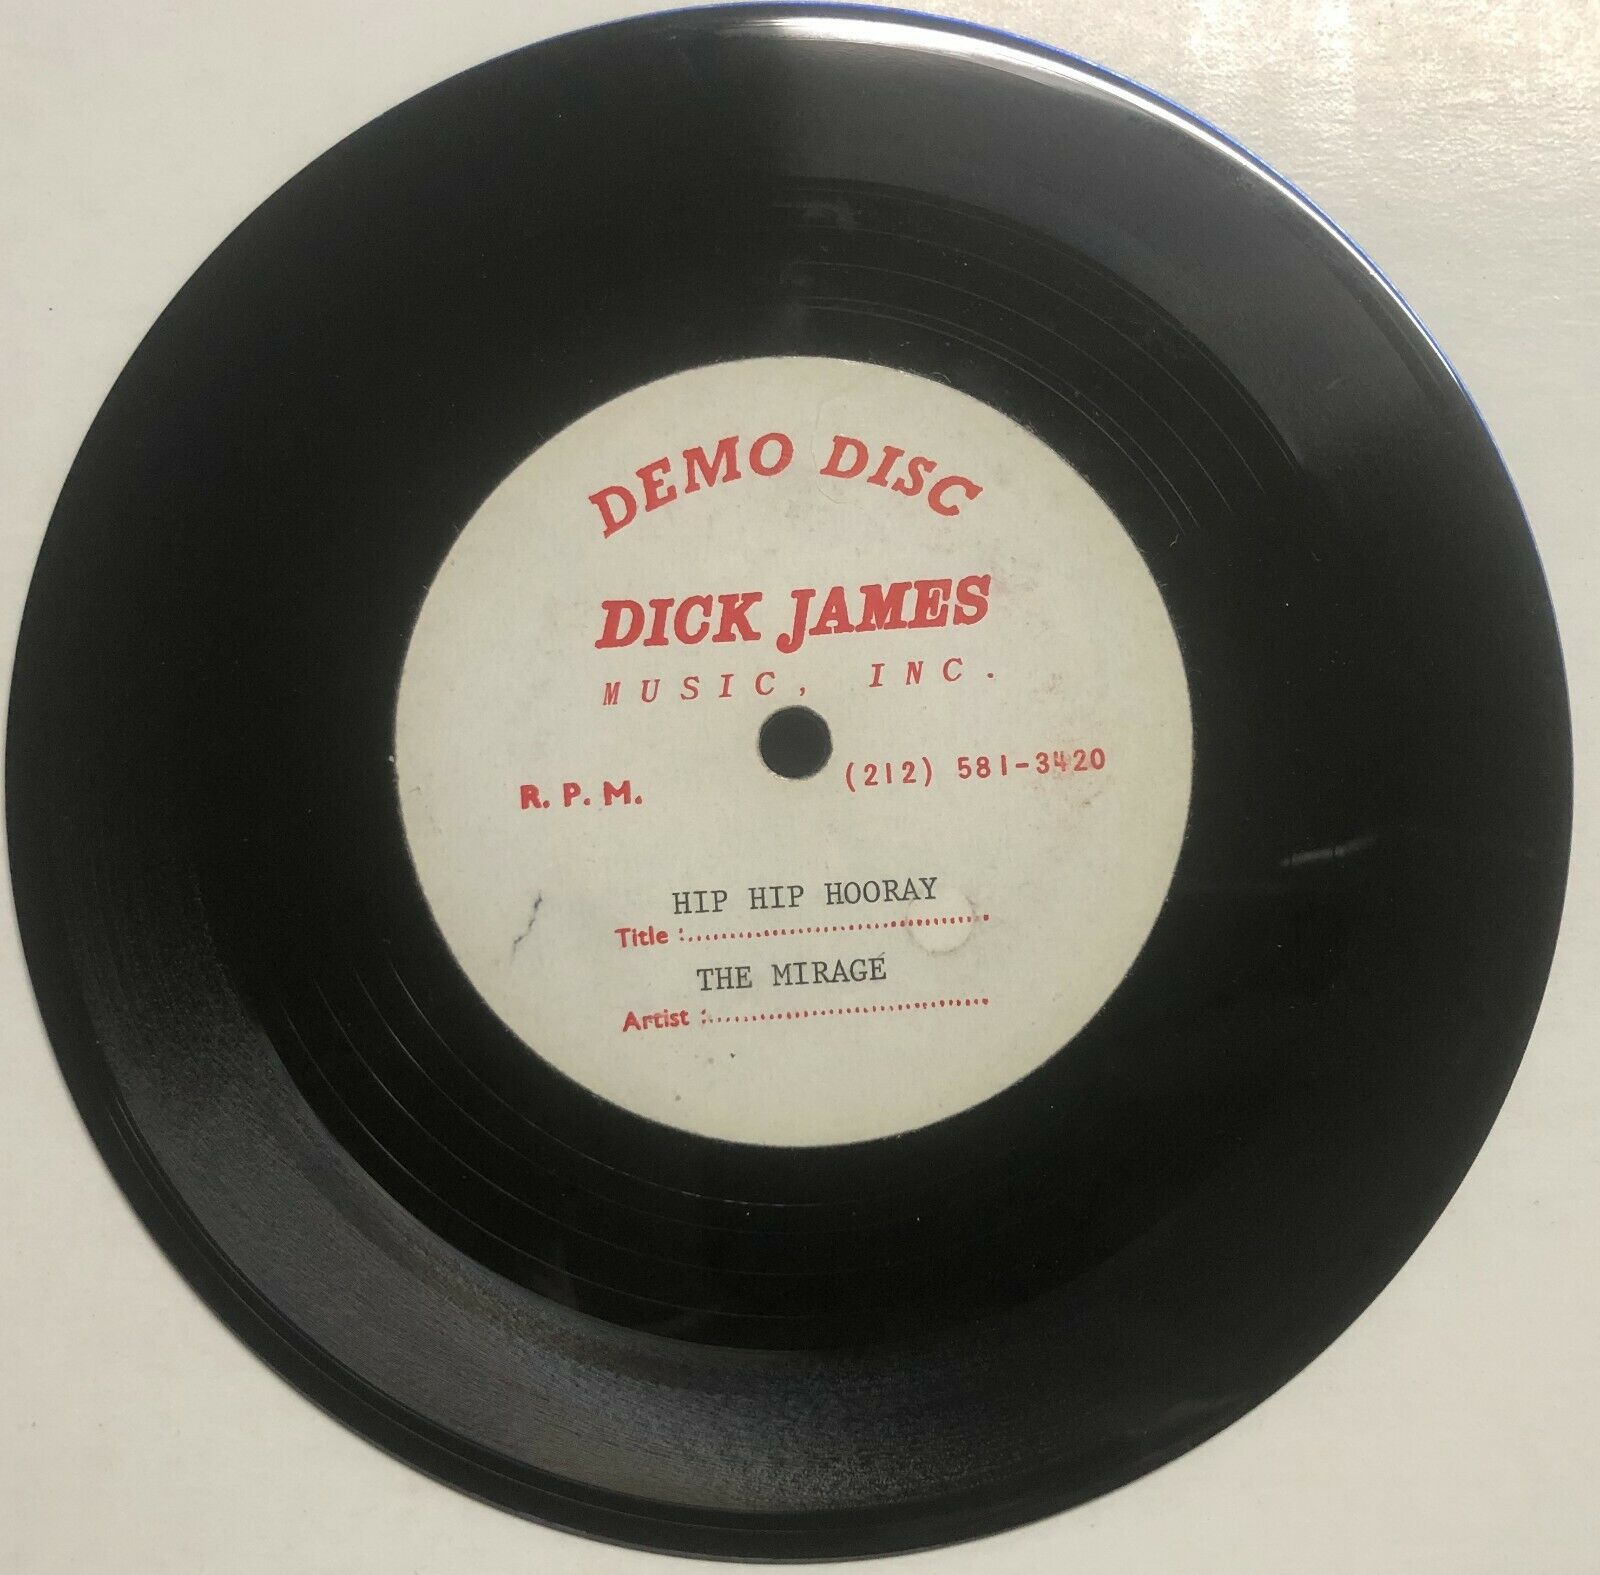 DEMO DISC
DICK JAMES
MUSIC, INC.
R. P. M.
(212) 581-3420
HIP HIP HOORAY
Title :
THE MIRAGE
Artist :